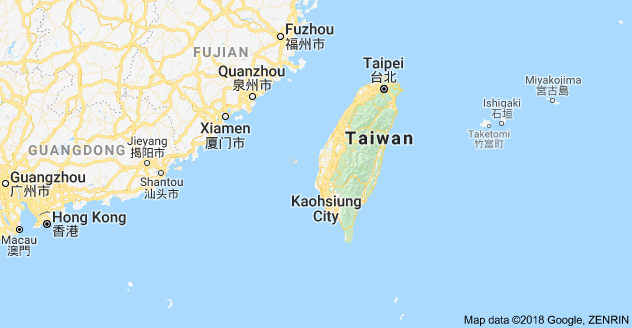 Fuzhou
福州市
FUJIAN
Taipei
台北
Quanzhou
泉州市
Miyakojima
宮古島
Ishigaki
石垣
Xiamen
厦门市
Taketomi
竹富町
Taiwan
Jieyang
揭阳市
GUANGDONG
Guangzhou
广州市
Shantou
汕头市
Kaohsiung
City
Hong Kong
香港
Macau
澳門
Map data ©2018 Google, ZENRIN